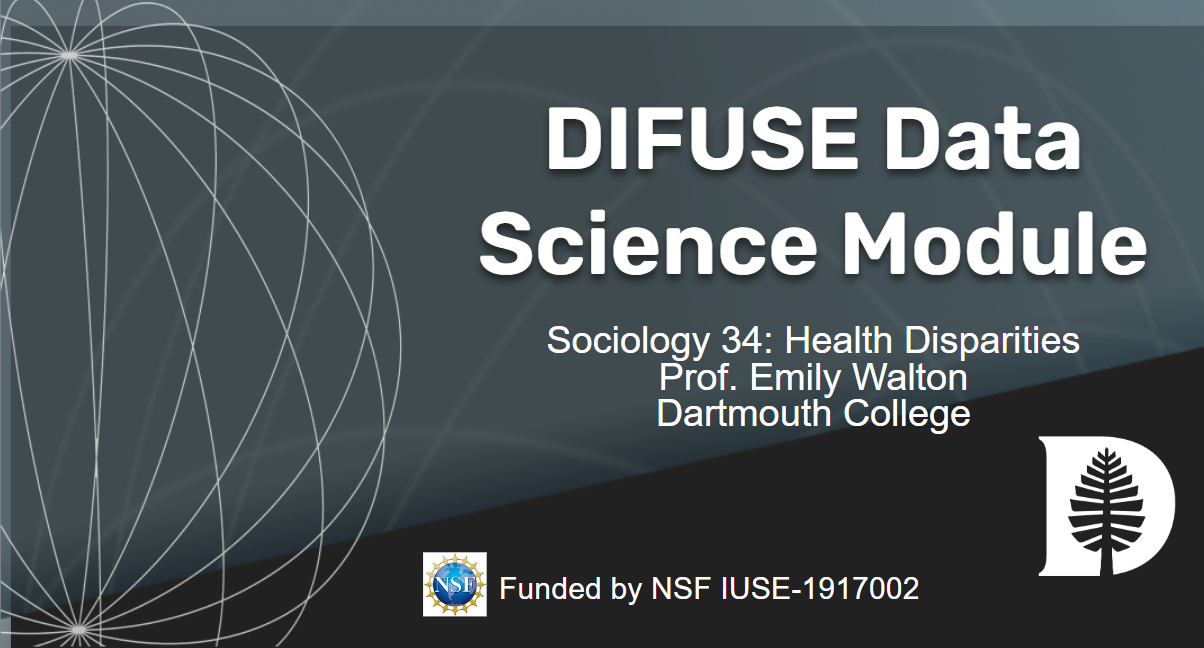 DIFUSE Data
Science Module
Sociology 34: Health Disparities
Prof. Emily Walton
Dartmouth College
D
NSF
Funded by NSF IUSE-1917002